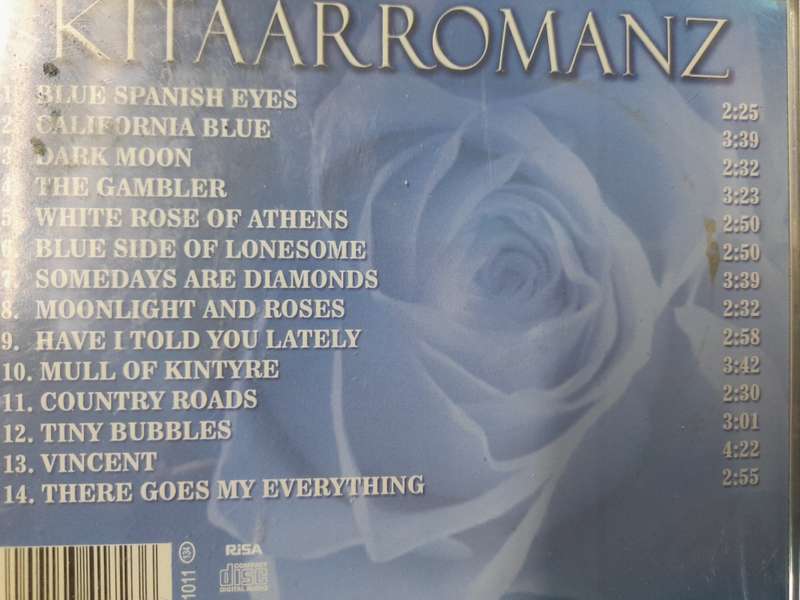 KITAARROMANZ
1. BLUE SPANISH EYES 2:25
2. CALIFORNIA BLUE 3:39
3. DARK MOON 2:32
4. THE GAMBLER 3:23
5. WHITE ROSE OF ATHENS 2:50
6. BLUE SIDE OF LONESOME 2:50
7. SOMEDAYS ARE DIAMONDS 3:39
8. MOONLIGHT AND ROSES 2:32
9. HAVE I TOLD YOU LATELY 2:58
10. MULL OF KINTYRE 3:42
11. COUNTRY ROADS 2:30
12. TINY BUBBLES 3:01
13. VINCENT 4:22
14. THERE GOES MY EVERYTHING 2:55
1011
RiSA
COMPACT
disc
DIGITAL AUDIO